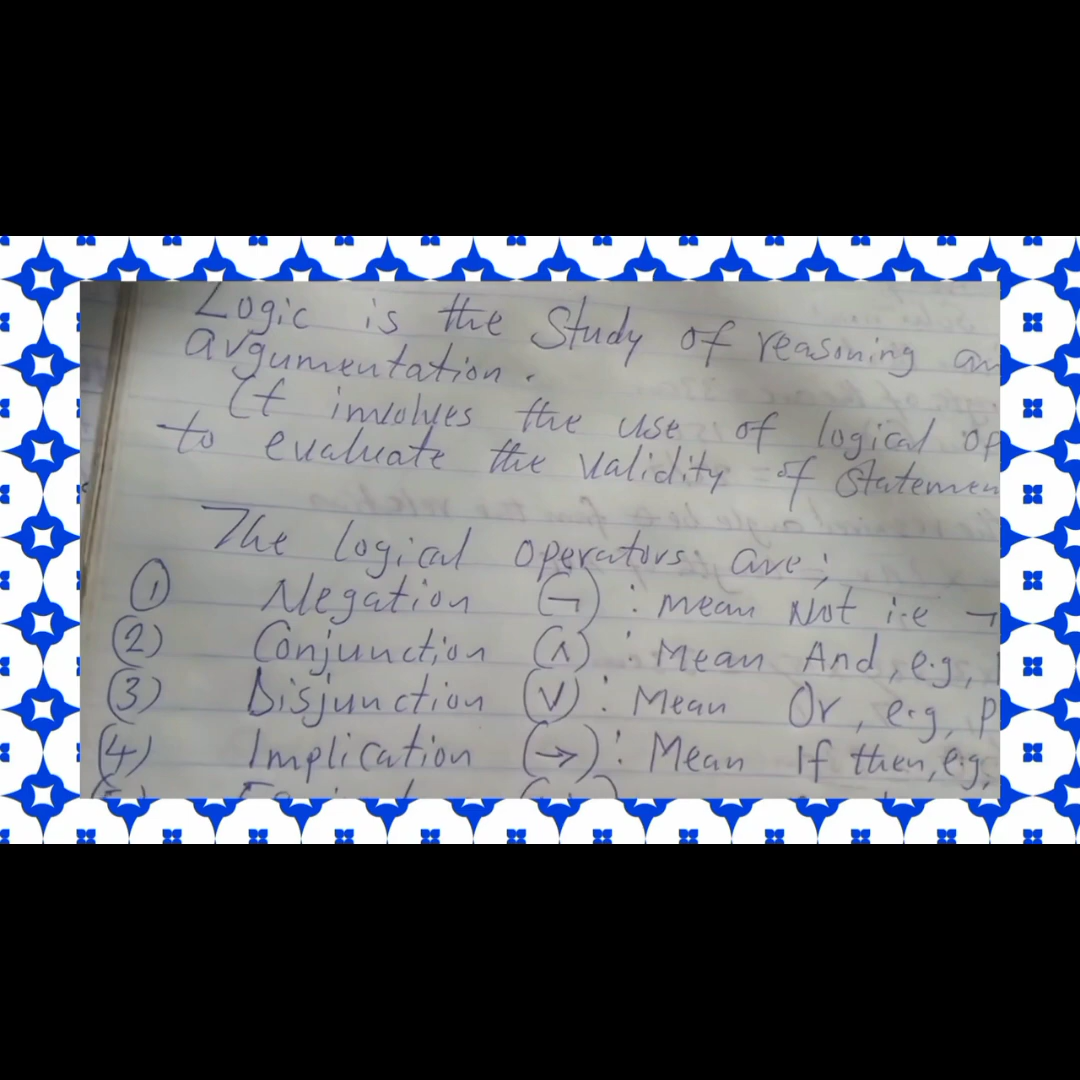 Logic is the Study of reasoning an
argumentation.
It involves the use of logical op
to evaluate the validity of Statemen
The logical operators are;
(1) Negation (¬) : mean Not i.e ¬
(2) Conjunction (∧) : Mean And, e.g,
(3) Disjunction (V) : Mean Or, e.g, P
(4) Implication (→) : Mean If then, e.g,